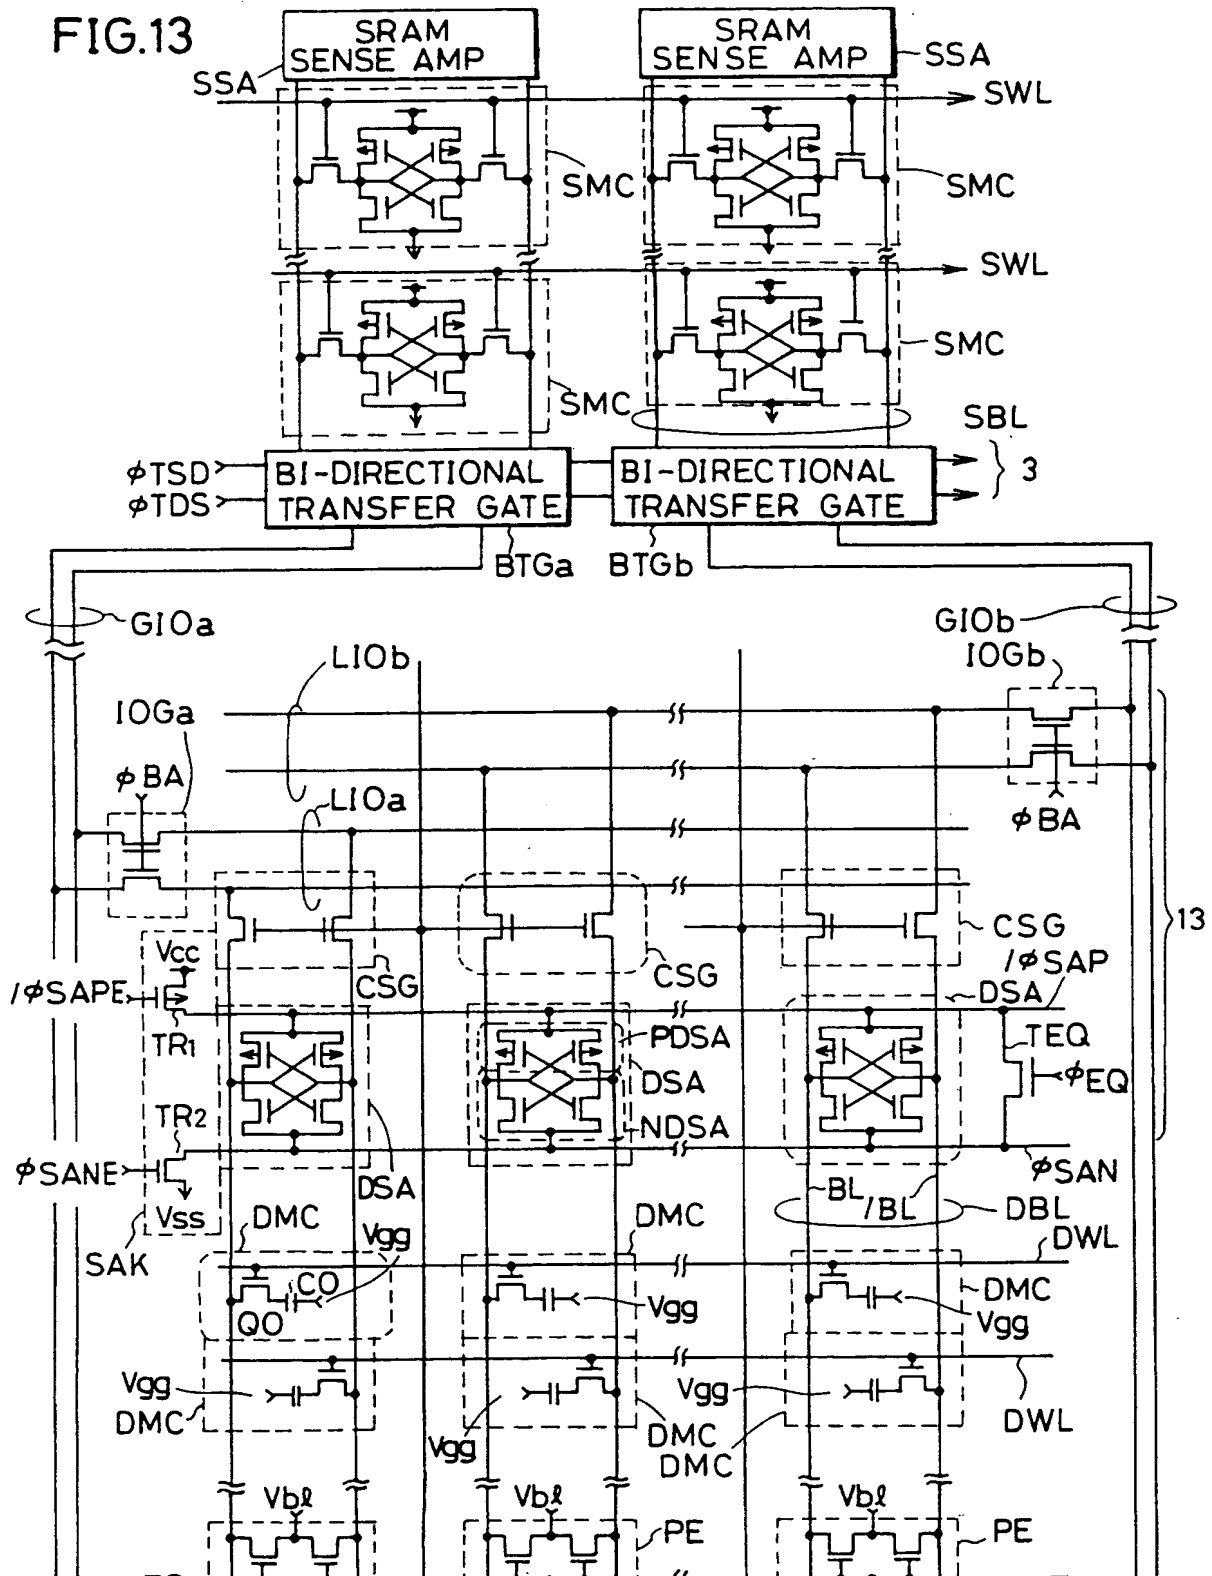 FIG.13
SRAM
SENSE AMP
SRAM
SENSE AMP
SSA
SSA
SWL
SMC
SMC
SWL
SMC
SMC
SBL
3
φTSD
φTDS
BI-DIRECTIONAL
TRANSFER GATE
BI-DIRECTIONAL
TRANSFER GATE
BTGa
BTGb
GIOa
GIOb
LIOb
IOGb
IOGa
φBA
LIOa
φBA
13
CSG
CSG
CSG
Vcc
/φSAP
/φSAPE
DSA
TR1
PDSA
TEQ
DSA
φEQ
TR2
NDSA
φSANE
φSAN
DSA
BL
/BL
DBL
Vss
SAK
DMC
Vgg
DMC
DWL
CO
QO
Vgg
DMC
Vgg
Vgg
DMC
Vgg
Vgg
DMC
DMC
DWL
Vbl
Vbl
Vbl
PE
PE